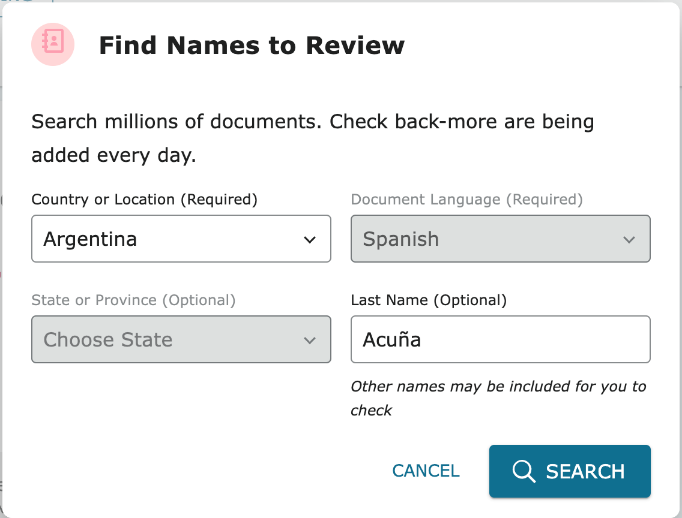 Find Names to Review
Search millions of documents. Check back-more are being
added every day.
Country or Location (Required)
Argentina
Document Language (Required)
Spanish
State or Province (Optional)
Choose State
Last Name (Optional)
Acuña
Other names may be included for you to
check
CANCEL
SEARCH